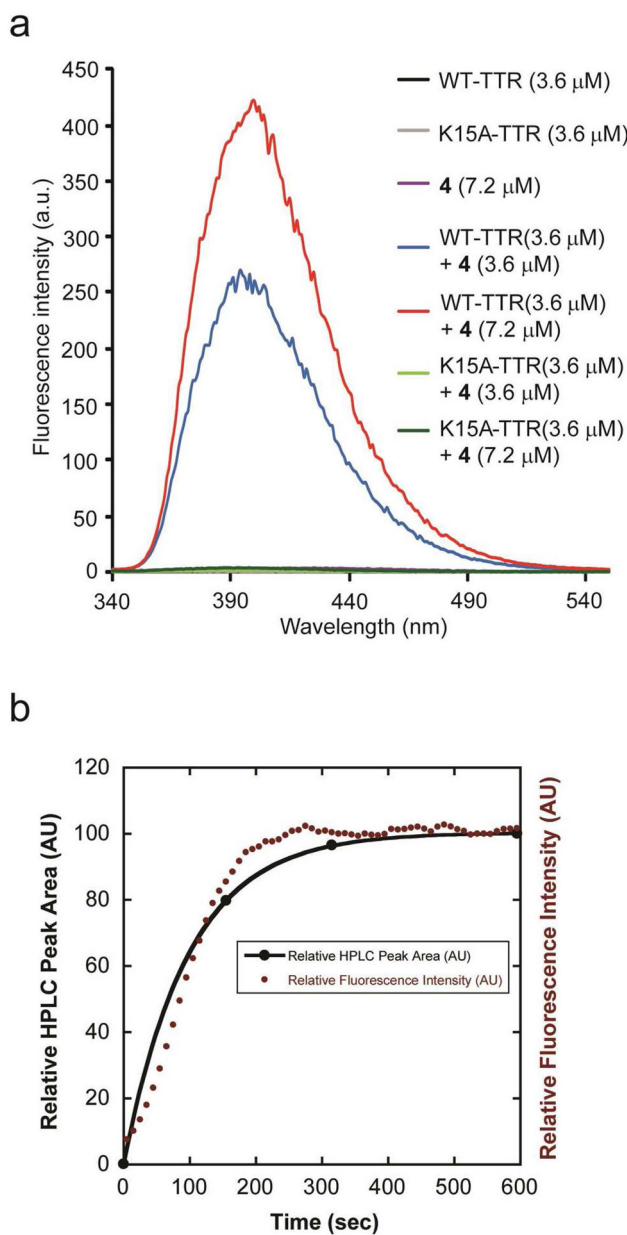 a
450
400
350
300
250
200
150
100
50
0
Fluorescence intensity (a.u.)
340
390
440
490
540
Wavelength (nm)
WT-TTR (3.6 μM)
K15A-TTR (3.6 μM)
4 (7.2 μM)
WT-TTR(3.6 μM)
+ 4 (3.6 μM)
WT-TTR(3.6 μM)
+ 4 (7.2 μM)
K15A-TTR(3.6 μM)
+ 4 (3.6 μM)
K15A-TTR(3.6 μM)
+ 4 (7.2 μM)
b
120
100
80
60
40
20
0
Relative HPLC Peak Area (AU)
Relative Fluorescence Intensity (AU)
Relative HPLC Peak Area (AU)
Relative Fluorescence Intensity (AU)
0
100
200
300
400
500
600
Time (sec)